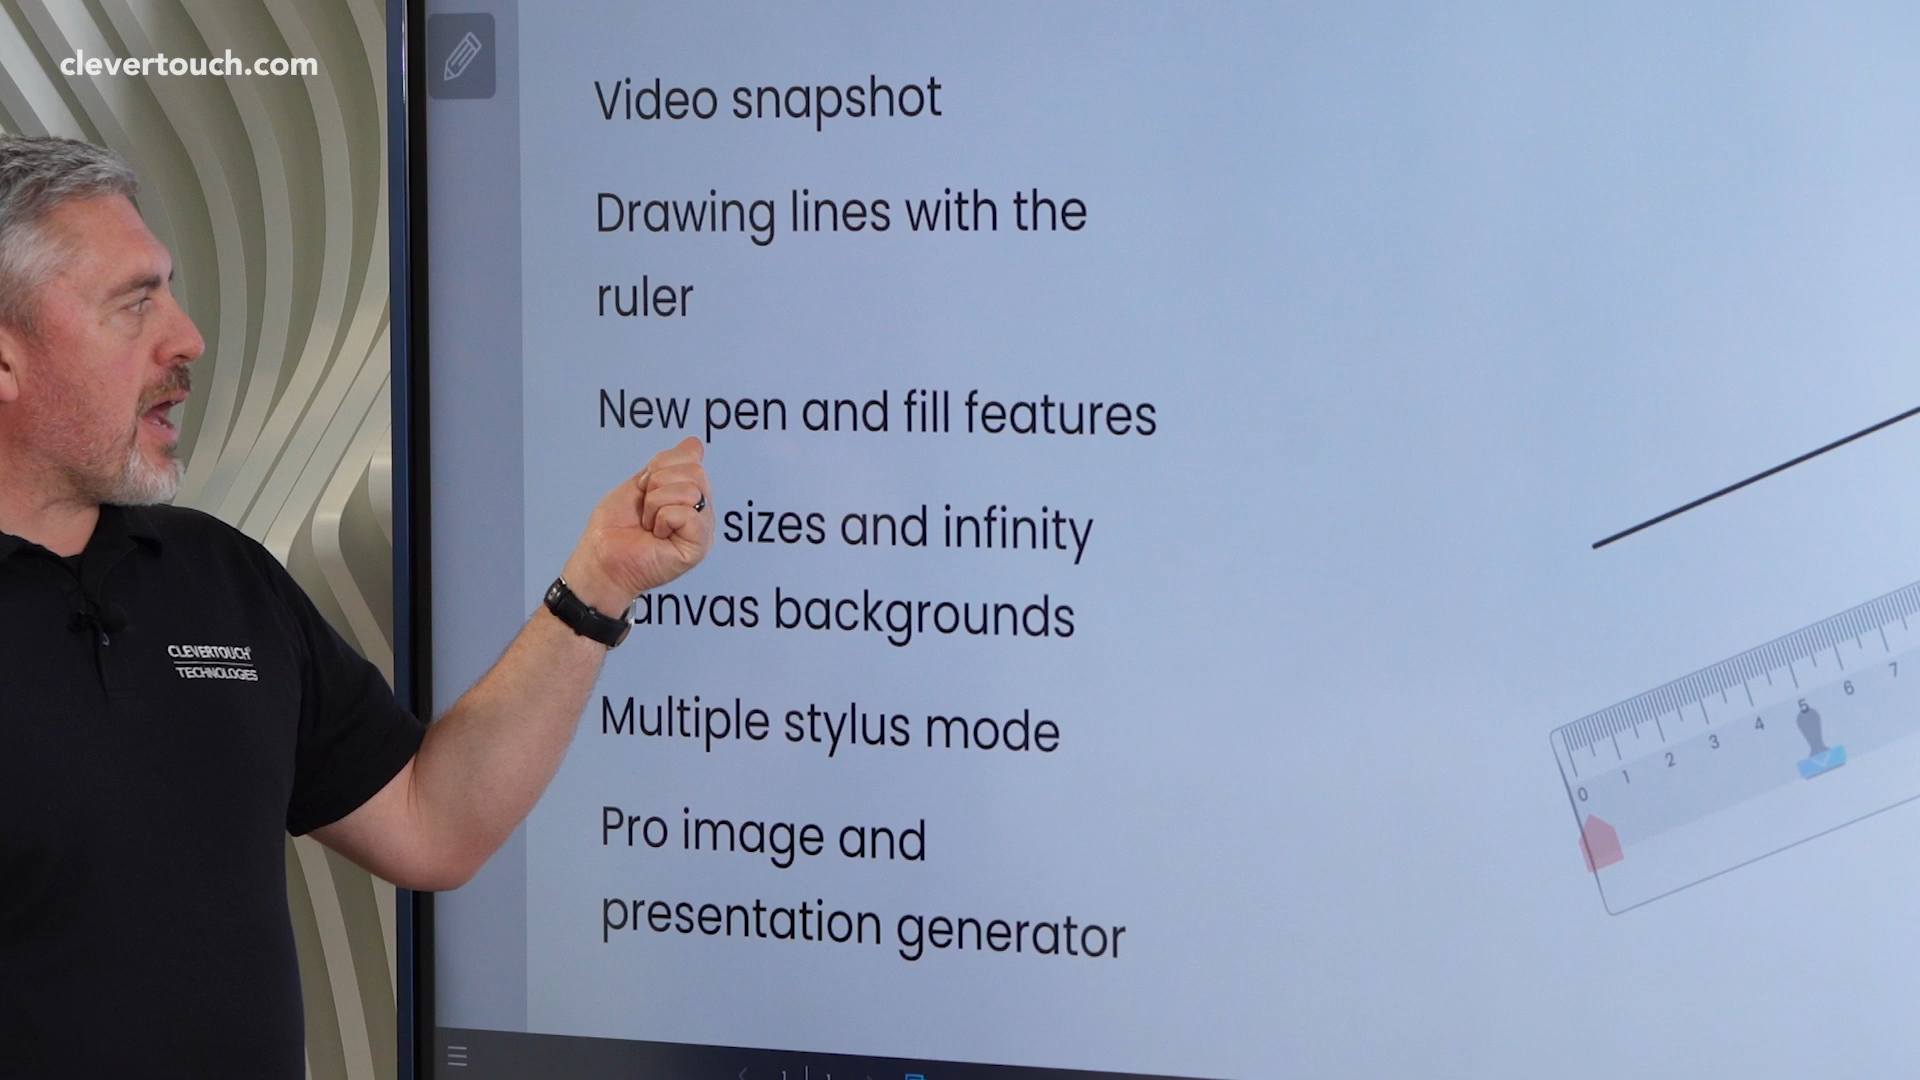 clevertouch.com
Video snapshot
Drawing lines with the
ruler
New pen and fill features
sizes and infinity
anvas backgrounds
Multiple stylus mode
Pro image and
presentation generator
CLEVERTOUCH
TECHNOLOGIES
0 1 2 3 4 5 6 7